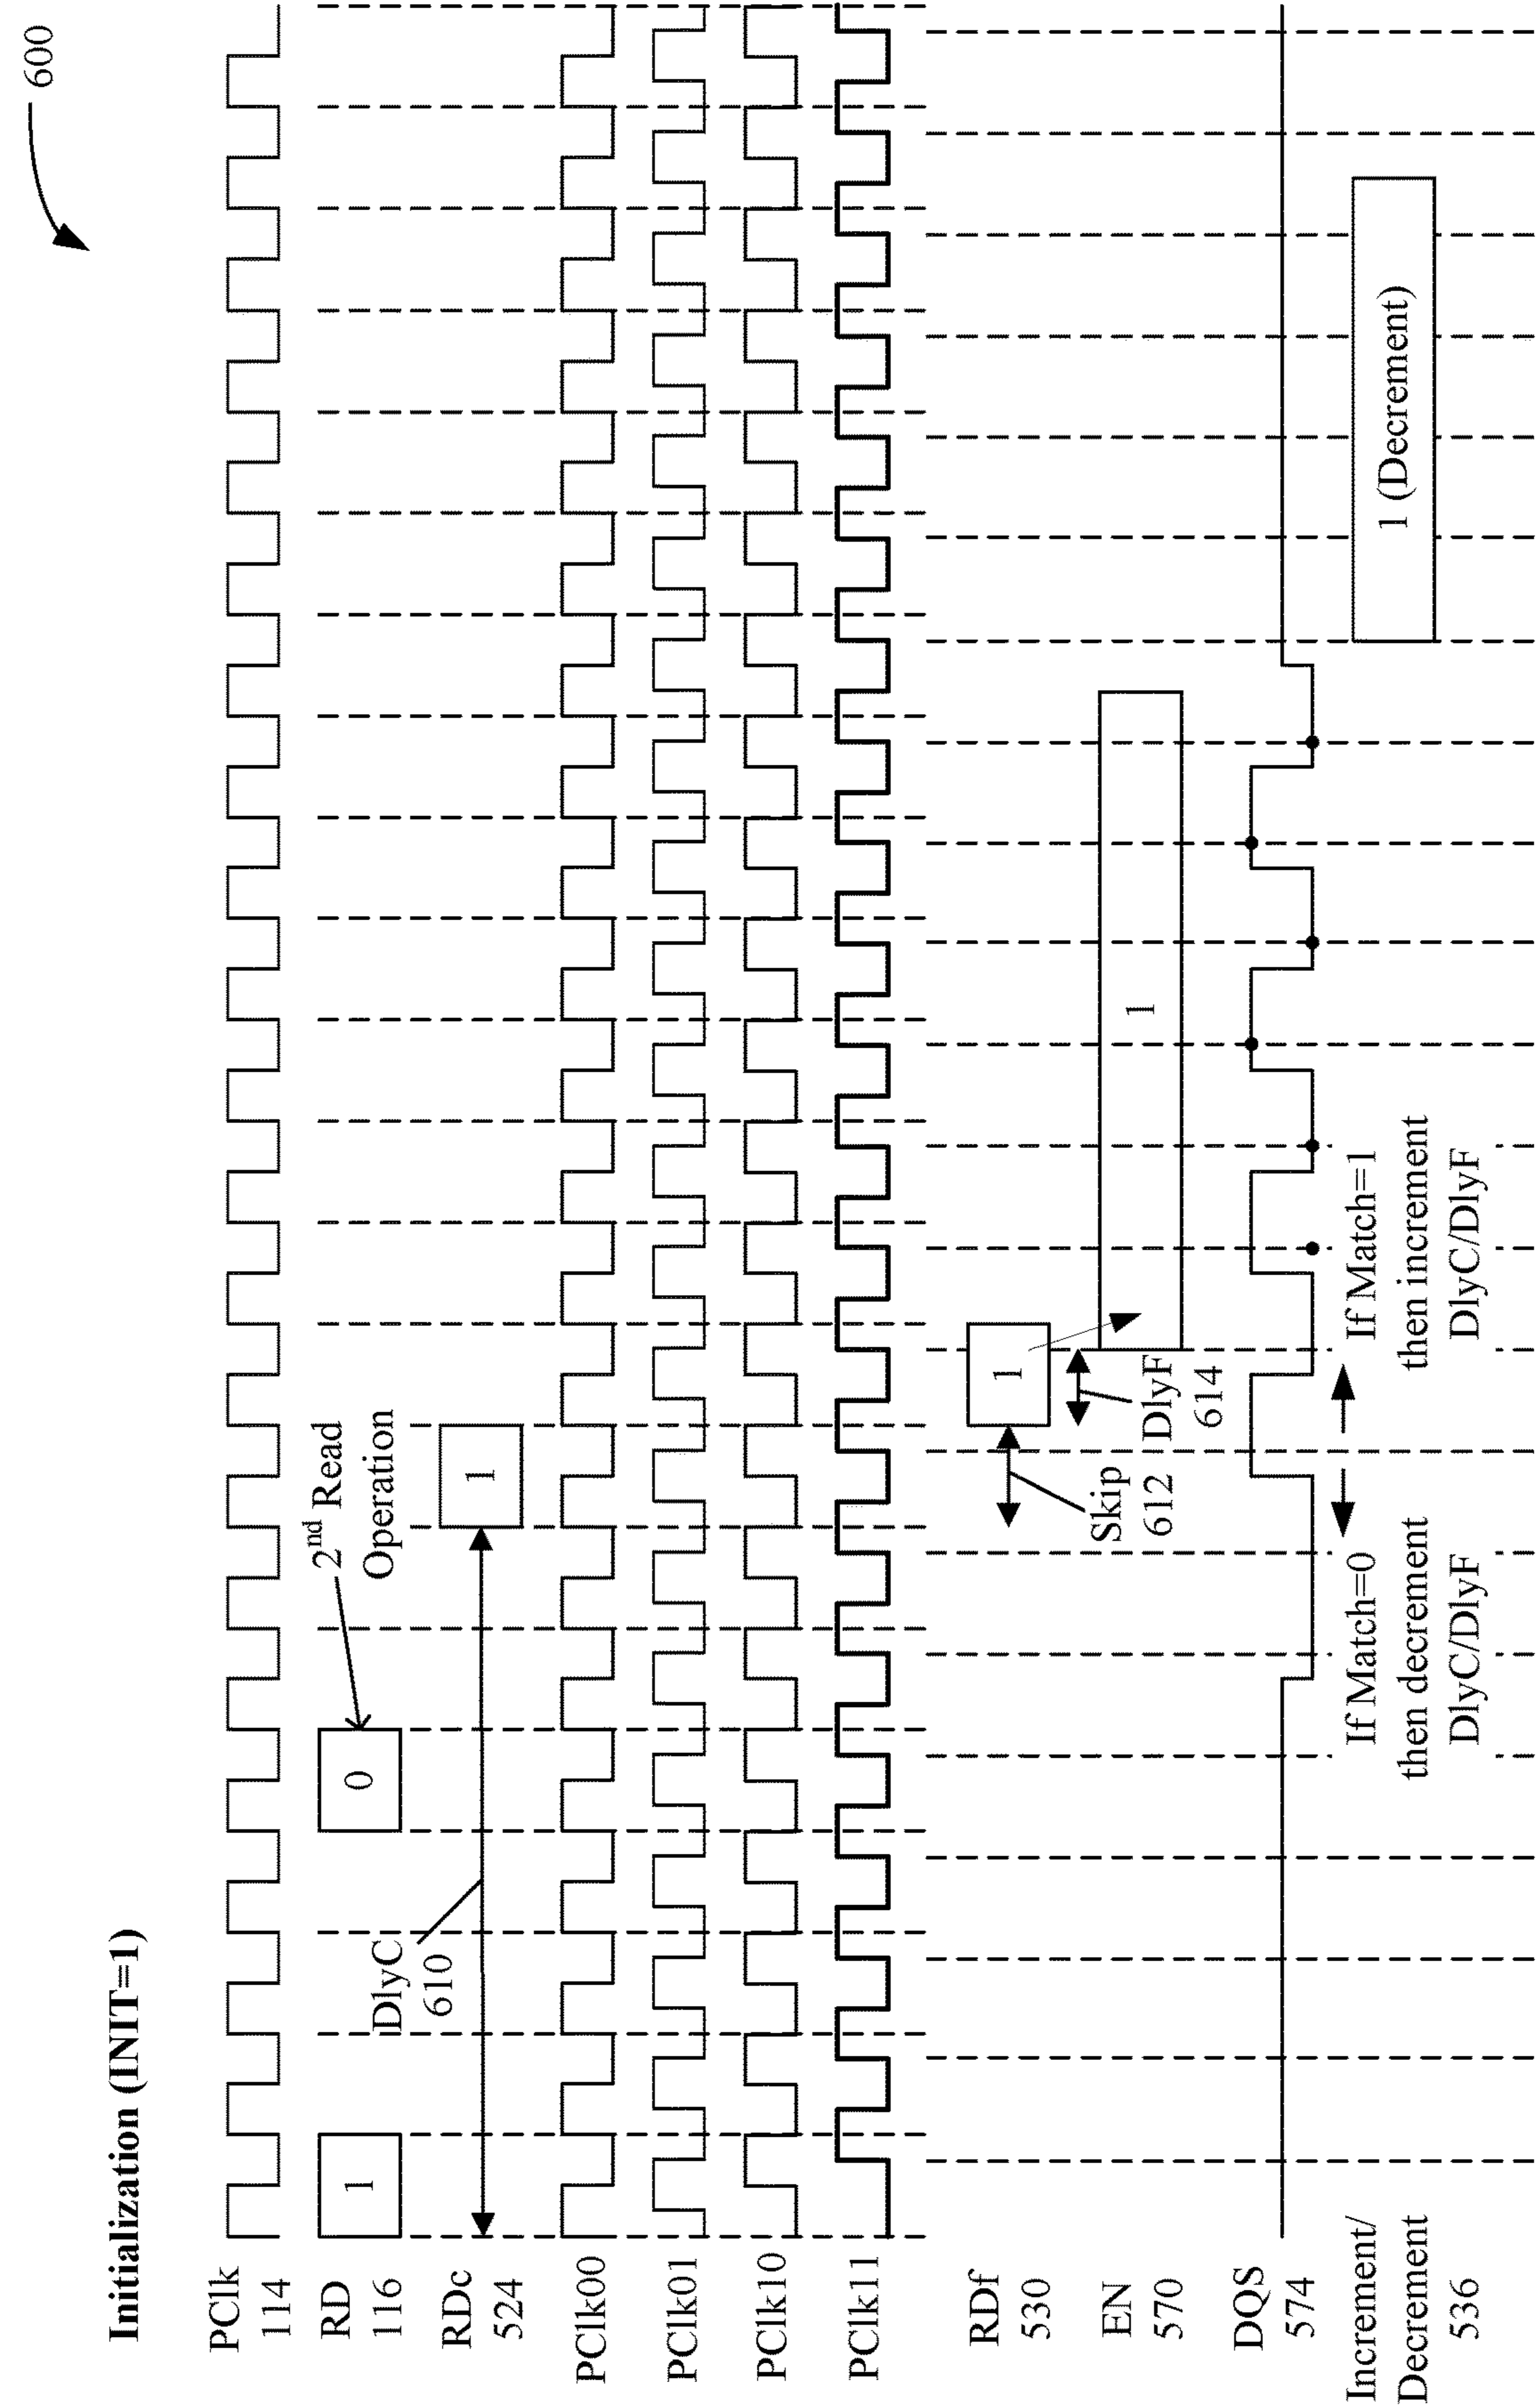 600
Initialization (INIT=1)
PClk
114
RD
116
1
0
2nd Read
Operation
RDc
524
DlyC
610
1
PClk00
PClk01
PClk10
PClk11
RDf
530
1
Skip
612
DlyF
614
EN
570
1
DQS
574
Increment/
Decrement
536
If Match=0
then decrement
DlyC/DlyF
If Match=1
then increment
DlyC/DlyF
1 (Decrement)